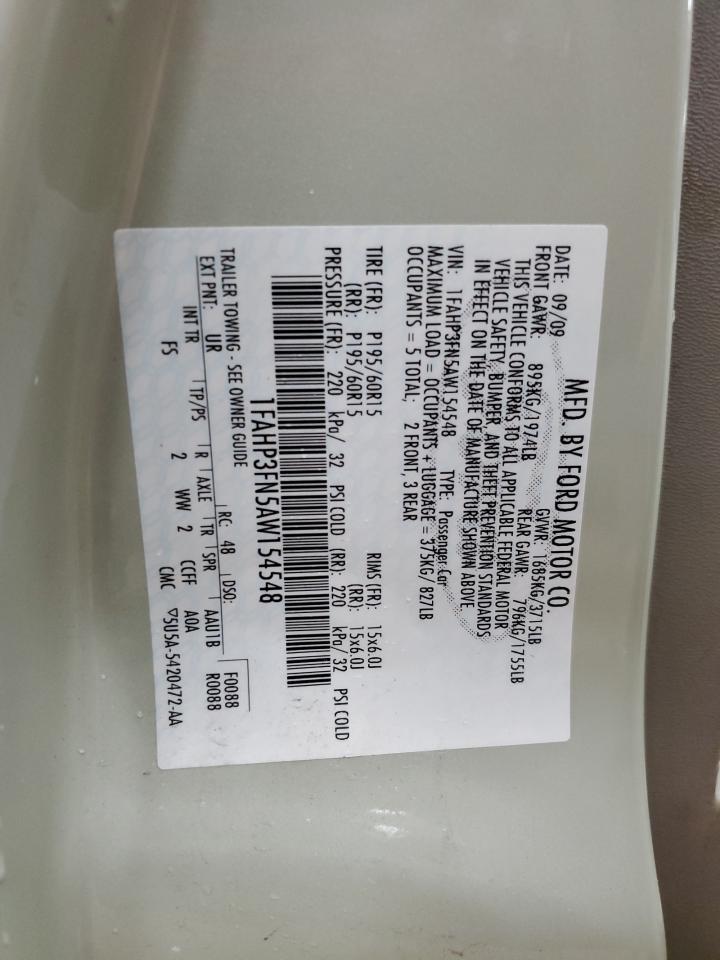 MFD. BY FORD MOTOR CO.
DATE: 09/09 GVWR: 1685KG/3715LB
FRONT GAWR: 895KG/1974LB REAR GAWR: 796KG/1755LB
THIS VEHICLE CONFORMS TO ALL APPLICABLE FEDERAL MOTOR
VEHICLE SAFETY, BUMPER, AND THEFT PREVENTION STANDARDS
IN EFFECT ON THE DATE OF MANUFACTURE SHOWN ABOVE.
VIN: 1FAHP3FN5AW154548 TYPE: Passenger Car
MAXIMUM LOAD = OCCUPANTS + LUGGAGE = 375KG/ 827LB
OCCUPANTS = 5 TOTAL; 2 FRONT, 3 REAR
TIRE (FR): P195/60R15 RIMS (FR): 15x6.0J
(RR): P195/60R15 (RR): 15x6.0J
PRESSURE (FR): 220 kPa/ 32 PSI COLD (RR): 220 kPa/ 32 PSI COLD
1FAHP3FN5AW154548
TRAILER TOWING - SEE OWNER GUIDE F0088
EXT PNT: UR RC: 48 DSO: R0088
INT TR TP/PS R AXLE TR SPR AAU1B
FS 2 WW 2 CCFF A0A
CMC ▽5U5A-5420472-AA